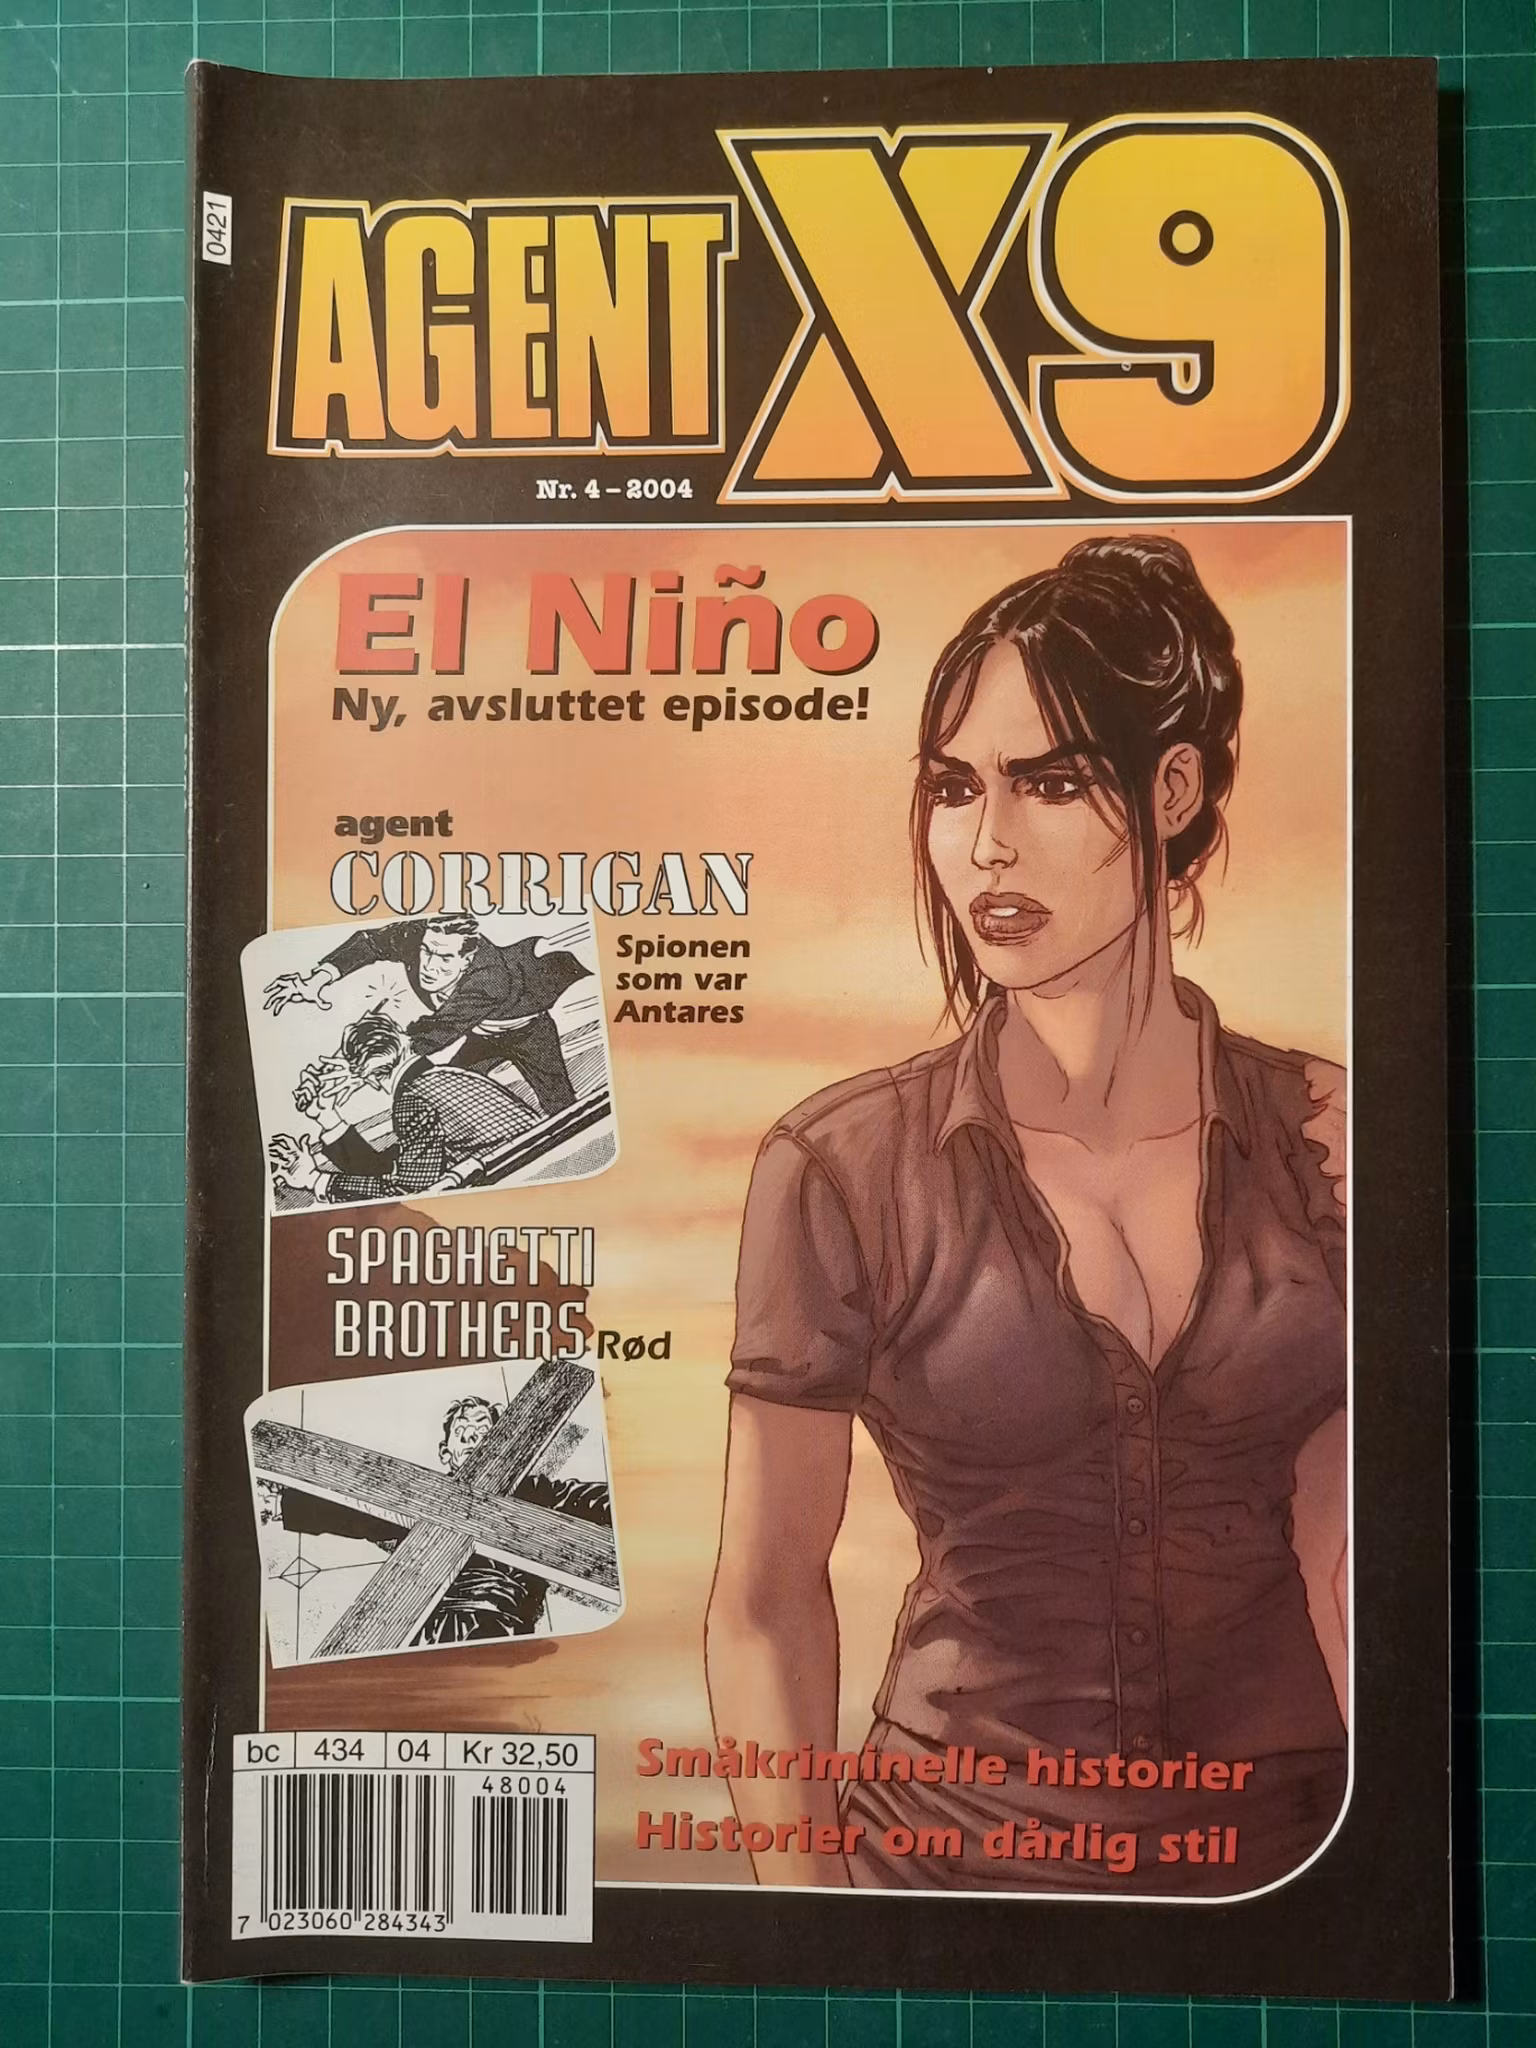 0421
AGENT X9
Nr. 4 – 2004
El Niño
Ny, avsluttet episode!
agent
CORRIGAN
Spionen
som var
Antares
SPAGHETTI
BROTHERS Rød
Småkriminelle historier
Historier om dårlig stil
bc 434 04 Kr 32,50
48004
7 023060 284343